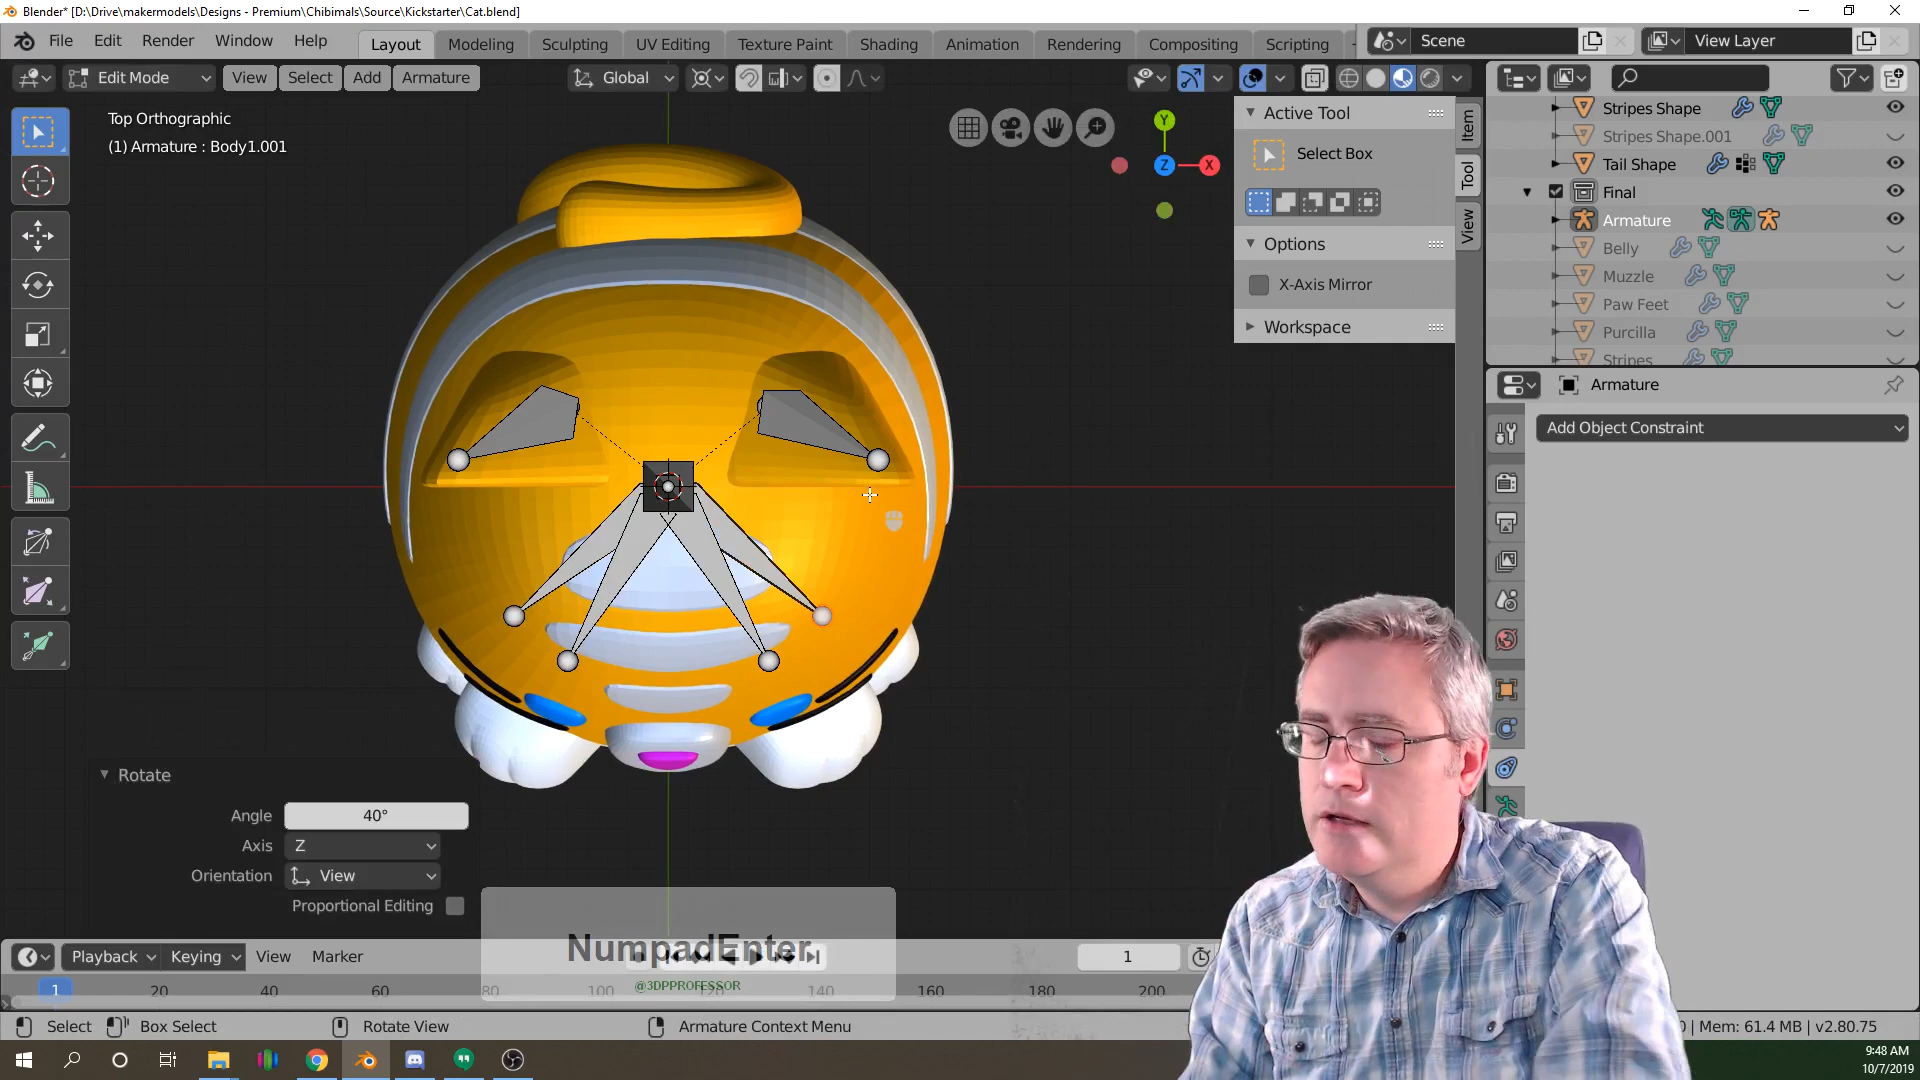 Blender* [D:\Drive\makermodels\Designs - Premium\Chibimals\Source\Kickstarter\Cat.blend]
File Edit Render Window Help Layout Modeling Sculpting UV Editing Texture Paint Shading Animation Rendering Compositing Scripting Scene View Layer
Edit Mode View Select Add Armature Global
Top Orthographic
(1) Armature : Body1.001
Y
Z
X
Active Tool
Select Box
Options
X-Axis Mirror
Workspace
Item
Tool
View
Stripes Shape
Stripes Shape.001
Tail Shape
Final
Armature
Belly
Muzzle
Paw Feet
Purcilla
Stripes
Armature
Add Object Constraint
Rotate
Angle 40°
Axis Z
Orientation View
Proportional Editing
NumpadEnter
@3DPPROFESSOR
Playback Keying View Marker 1
1 20 40 60 100 120 140 160 180 200
Select Box Select Rotate View Armature Context Menu | Mem: 61.4 MB | v2.80.75
9:48 AM
10/7/2019